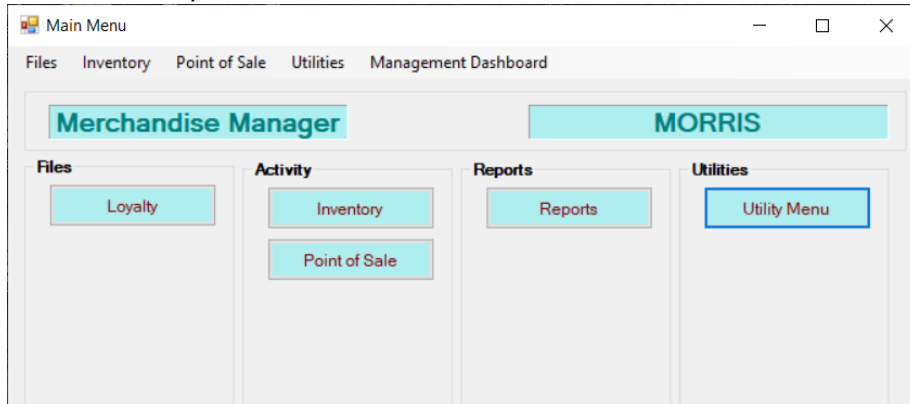 Main Menu
Files Inventory Point of Sale Utilities Management Dashboard
Merchandise Manager MORRIS
Files Activity Reports Utilities
Loyalty Inventory Reports Utility Menu
Point of Sale